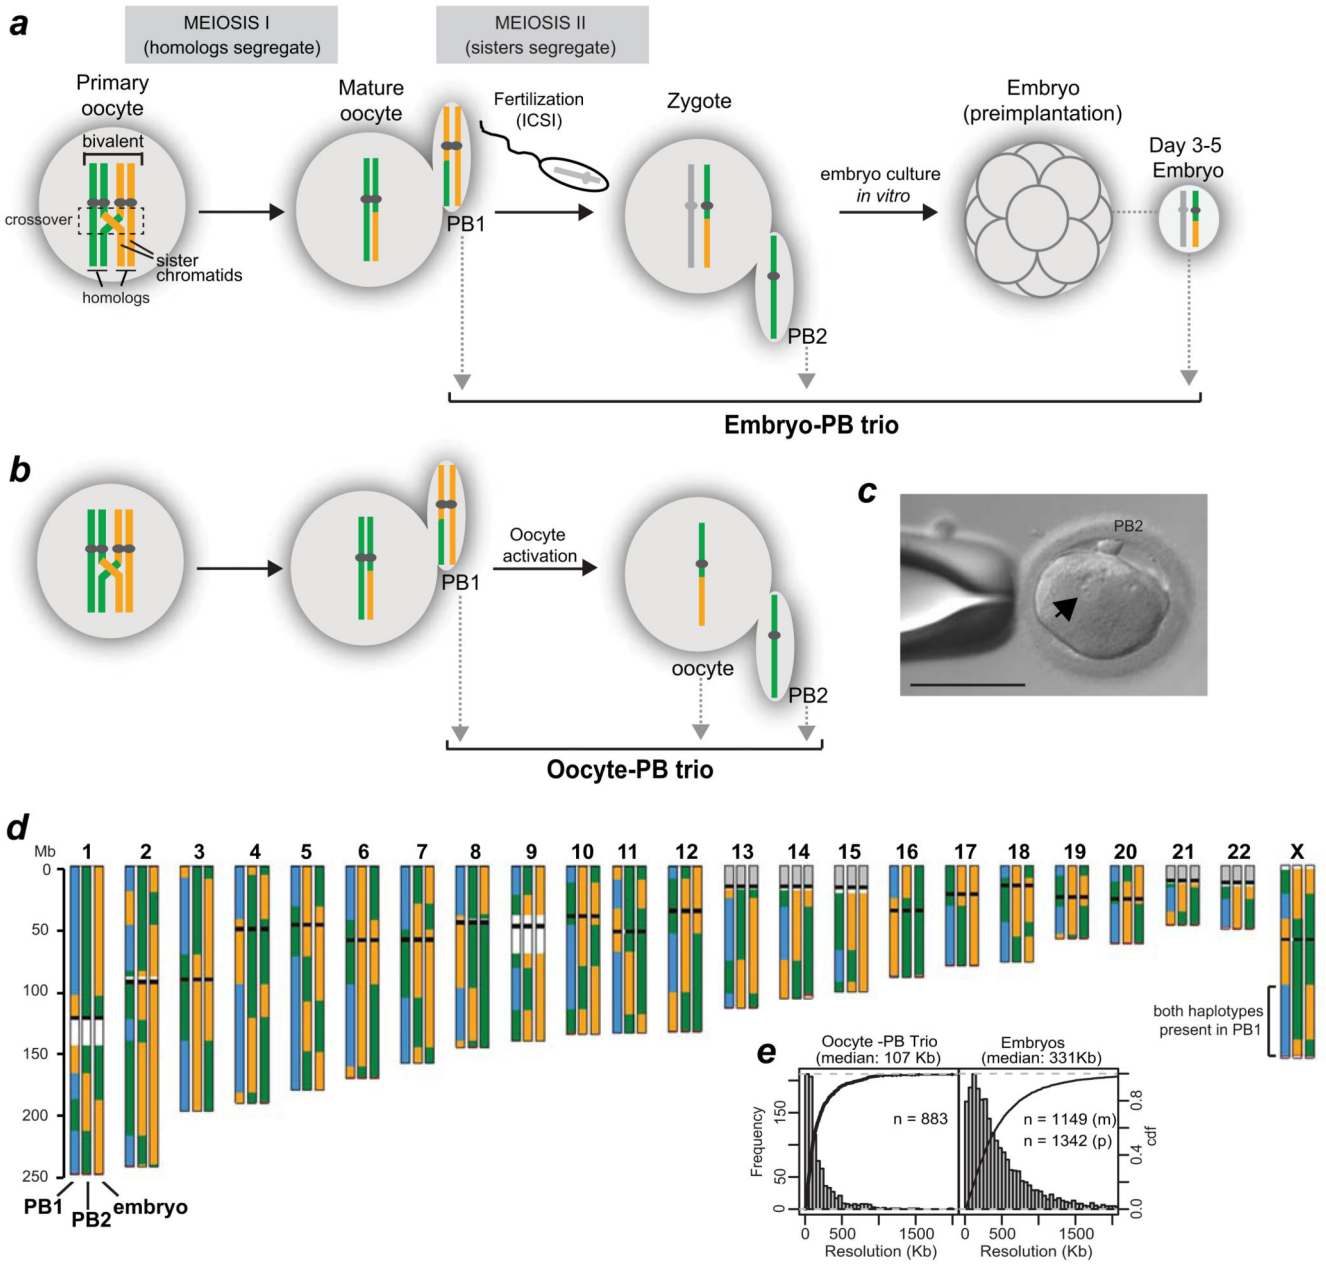 a
MEIOSIS I
(homologs segregate)
MEIOSIS II
(sisters segregate)
Primary
oocyte
bivalent
crossover
sister
chromatids
homologs
Mature
oocyte
PB1
Fertilization
(ICSI)
Zygote
PB2
embryo culture
in vitro
Embryo
(preimplantation)
Day 3-5
Embryo
Embryo-PB trio
b
PB1
Oocyte
activation
oocyte
PB2
Oocyte-PB trio
c
PB2
d
Mb
1 2 3 4 5 6 7 8 9 10 11 12 13 14 15 16 17 18 19 20 21 22 X
0
50
100
150
200
250
PB1
PB2
embryo
both haplotypes
present in PB1
e
Oocyte -PB Trio
(median: 107 Kb)
Embryos
(median: 331Kb)
n = 883
n = 1149 (m)
n = 1342 (p)
Frequency
0 50 150
cdf
0.0 0.4 0.8
0 500 1500
0 500 1500
Resolution (Kb)
Resolution (Kb)